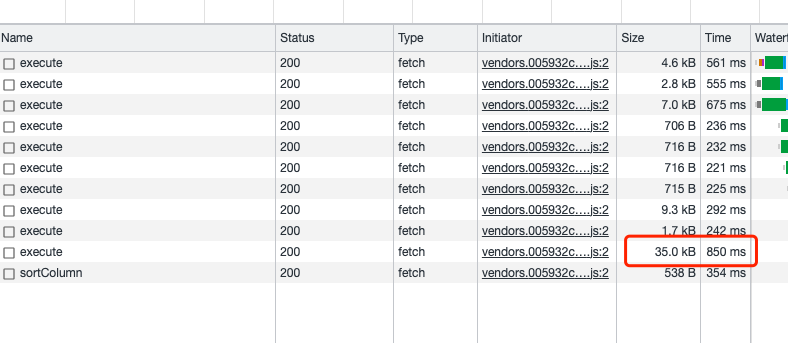 Name Status Type Initiator Size Time Waterf
execute 200 fetch vendors.005932c….js:2 4.6 kB 561 ms
execute 200 fetch vendors.005932c….js:2 2.8 kB 555 ms
execute 200 fetch vendors.005932c….js:2 7.0 kB 675 ms
execute 200 fetch vendors.005932c….js:2 706 B 236 ms
execute 200 fetch vendors.005932c….js:2 716 B 232 ms
execute 200 fetch vendors.005932c….js:2 716 B 221 ms
execute 200 fetch vendors.005932c….js:2 715 B 225 ms
execute 200 fetch vendors.005932c….js:2 9.3 kB 292 ms
execute 200 fetch vendors.005932c….js:2 1.7 kB 242 ms
execute 200 fetch vendors.005932c….js:2 35.0 kB 850 ms
sortColumn 200 fetch vendors.005932c….js:2 538 B 354 ms